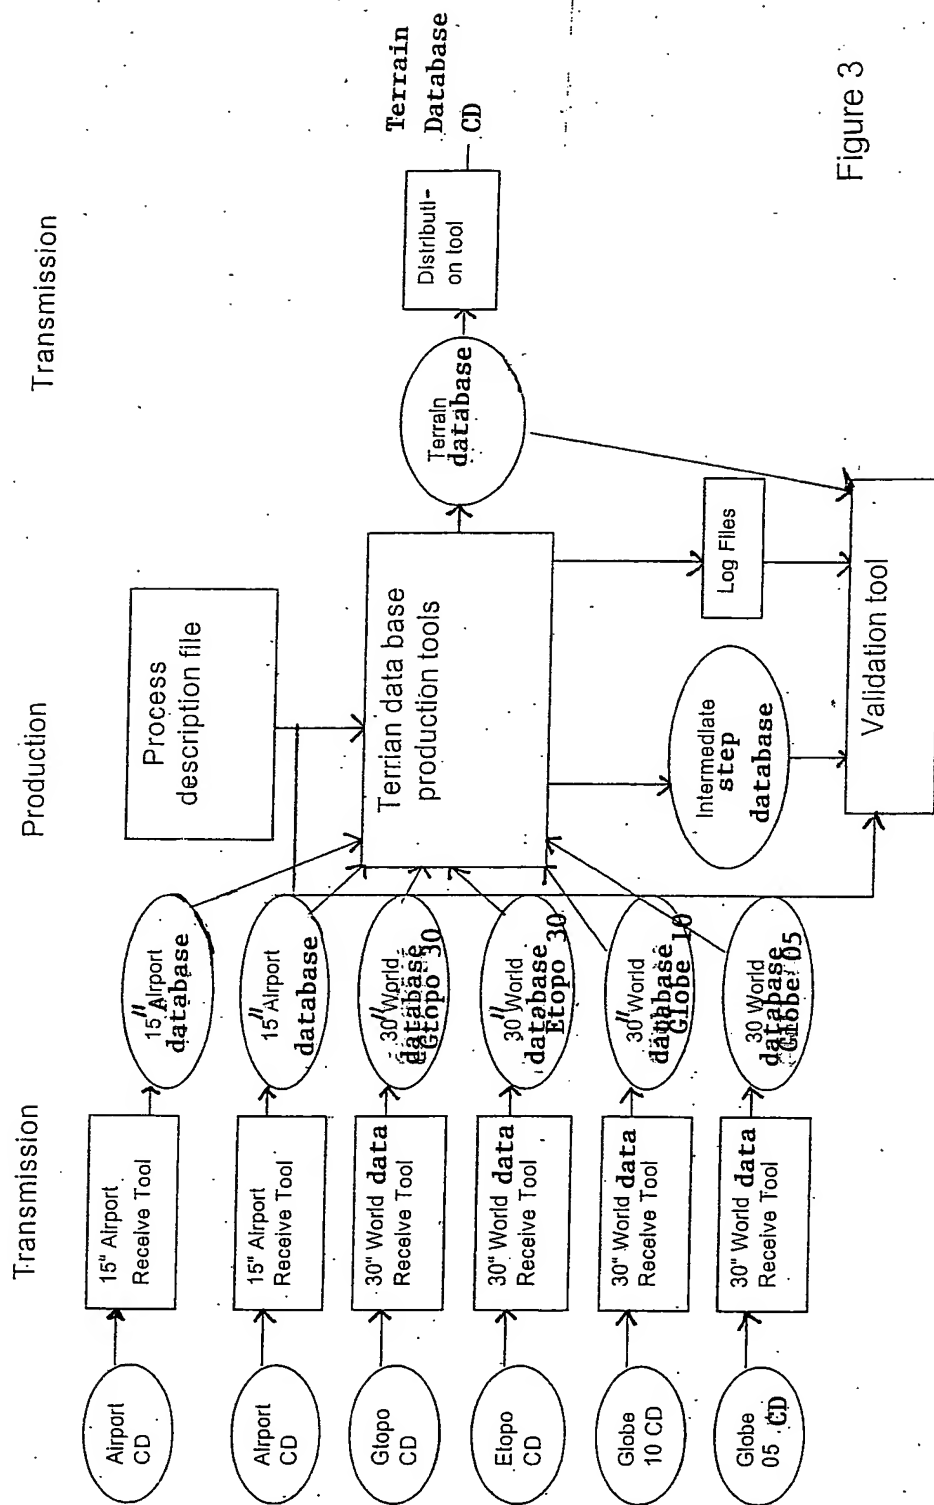 Transmission
Production
Transmission
Airport
CD
15" Airport
Receive Tool
15" Airport
database
Airport
CD
15" Airport
Receive Tool
15" Airport
database
Gtopo
CD
30" World data
Receive Tool
30" World
database
Gtopo 30
Etopo
CD
30" World data
Receive Tool
30" World
database
Etopo 30
Globe
10 CD
30" World data
Receive Tool
30" World
database
Globe 10
Globe
05 CD
30" World data
Receive Tool
30 World
database
Globe 05
Process
description file
Terrian data base
production tools
Intermediate
step
database
Log Files
Validation tool
Terrain
database
Distributi-
on tool
Terrain
Database
CD
Figure 3